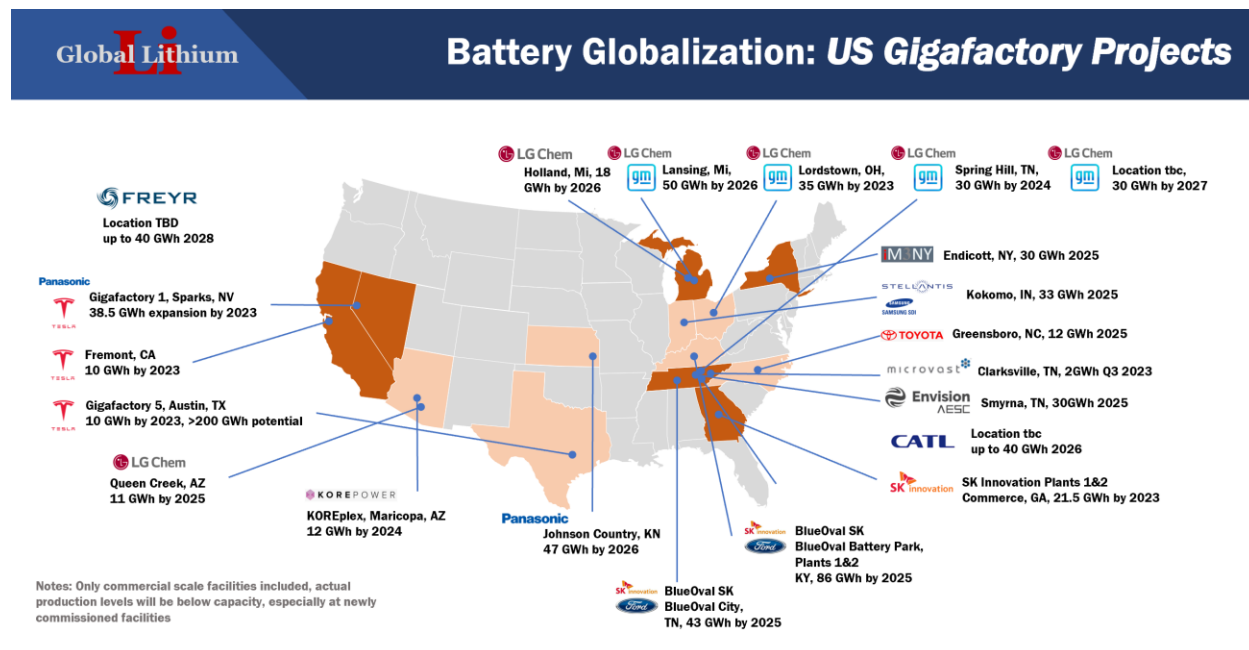 Global Lithium
Li
Battery Globalization: US Gigafactory Projects
LG Chem
Holland, Mi, 18
GWh by 2026
LG Chem
gm
Lansing, Mi,
50 GWh by 2026
LG Chem
gm
Lordstown, OH,
35 GWh by 2023
LG Chem
gm
Spring Hill, TN,
30 GWh by 2024
LG Chem
gm
Location tbc,
30 GWh by 2027
FREYR
Location TBD
up to 40 GWh 2028
Panasonic
TESLA
Gigafactory 1, Sparks, NV
38.5 GWh expansion by 2023
TESLA
Fremont, CA
10 GWh by 2023
TESLA
Gigafactory 5, Austin, TX
10 GWh by 2023, >200 GWh potential
LG Chem
Queen Creek, AZ
11 GWh by 2025
KOREPOWER
KOREplex, Maricopa, AZ
12 GWh by 2024
Panasonic
Johnson Country, KN
47 GWh by 2026
SK innovation
Ford
BlueOval SK
BlueOval City,
TN, 43 GWh by 2025
SK innovation
Ford
BlueOval SK
BlueOval Battery Park,
Plants 1&2
KY, 86 GWh by 2025
iM3NY
Endicott, NY, 30 GWh 2025
STELLANTIS
SAMSUNG
SAMSUNG SDI
Kokomo, IN, 33 GWh 2025
TOYOTA
Greensboro, NC, 12 GWh 2025
microvast
Clarksville, TN, 2GWh Q3 2023
Envision
AESC
Smyrna, TN, 30GWh 2025
CATL
Location tbc
up to 40 GWh 2026
SK innovation
SK Innovation Plants 1&2
Commerce, GA, 21.5 GWh by 2023
Notes: Only commercial scale facilities included, actual
production levels will be below capacity, especially at newly
commissioned facilities